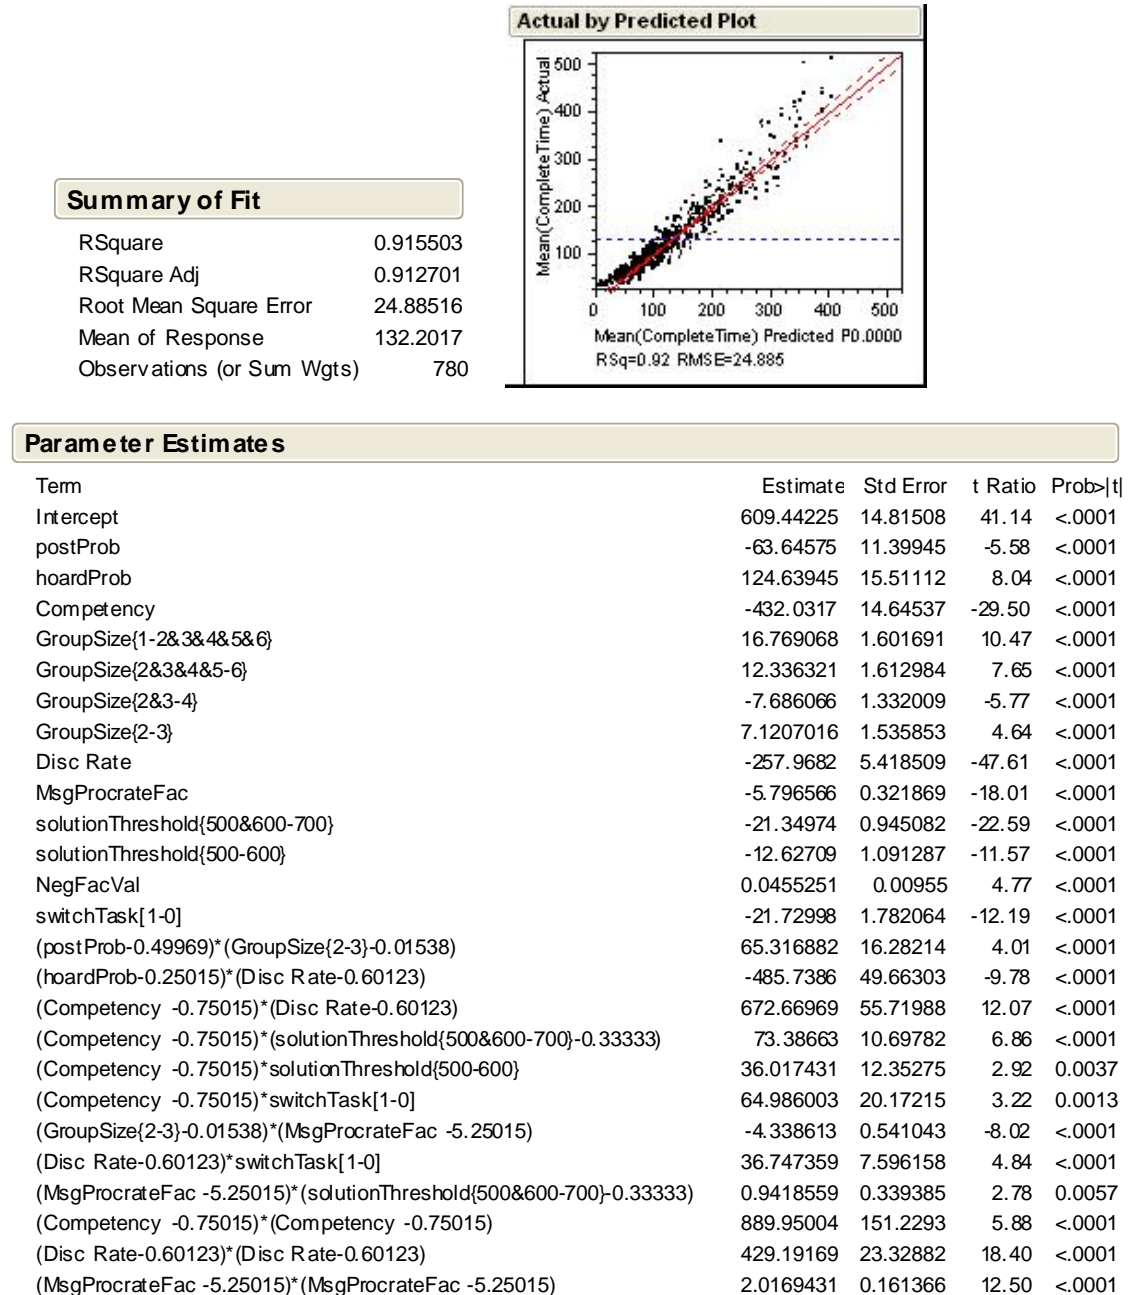 Actual by Predicted Plot
Mean(CompleteTime) Actual
500
400
300
200
100
0 100 200 300 400 500
Mean(CompleteTime) Predicted P0.0000
RSq=0.92 RMSE=24.885
Summary of Fit
RSquare 0.915503
RSquare Adj 0.912701
Root Mean Square Error 24.88516
Mean of Response 132.2017
Observations (or Sum Wgts) 780
Parameter Estimates
Term Estimate Std Error t Ratio Prob>|t|
Intercept 609.44225 14.81508 41.14 <.0001
postProb -63.64575 11.39945 -5.58 <.0001
hoardProb 124.63945 15.51112 8.04 <.0001
Competency -432.0317 14.64537 -29.50 <.0001
GroupSize{1-2&3&4&5&6} 16.769068 1.601691 10.47 <.0001
GroupSize{2&3&4&5-6} 12.336321 1.612984 7.65 <.0001
GroupSize{2&3-4} -7.686066 1.332009 -5.77 <.0001
GroupSize{2-3} 7.1207016 1.535853 4.64 <.0001
Disc Rate -257.9682 5.418509 -47.61 <.0001
MsgProcrateFac -5.796566 0.321869 -18.01 <.0001
solutionThreshold{500&600-700} -21.34974 0.945082 -22.59 <.0001
solutionThreshold{500-600} -12.62709 1.091287 -11.57 <.0001
NegFacVal 0.0455251 0.00955 4.77 <.0001
switchTask[1-0] -21.72998 1.782064 -12.19 <.0001
(postProb-0.49969)*(GroupSize{2-3}-0.01538) 65.316882 16.28214 4.01 <.0001
(hoardProb-0.25015)*(Disc Rate-0.60123) -485.7386 49.66303 -9.78 <.0001
(Competency -0.75015)*(Disc Rate-0.60123) 672.66969 55.71988 12.07 <.0001
(Competency -0.75015)*(solutionThreshold{500&600-700}-0.33333) 73.38663 10.69782 6.86 <.0001
(Competency -0.75015)*solutionThreshold{500-600} 36.017431 12.35275 2.92 0.0037
(Competency -0.75015)*switchTask[1-0] 64.986003 20.17215 3.22 0.0013
(GroupSize{2-3}-0.01538)*(MsgProcrateFac -5.25015) -4.338613 0.541043 -8.02 <.0001
(Disc Rate-0.60123)*switchTask[1-0] 36.747359 7.596158 4.84 <.0001
(MsgProcrateFac -5.25015)*(solutionThreshold{500&600-700}-0.33333) 0.9418559 0.339385 2.78 0.0057
(Competency -0.75015)*(Competency -0.75015) 889.95004 151.2293 5.88 <.0001
(Disc Rate-0.60123)*(Disc Rate-0.60123) 429.19169 23.32882 18.40 <.0001
(MsgProcrateFac -5.25015)*(MsgProcrateFac -5.25015) 2.0169431 0.161366 12.50 <.0001